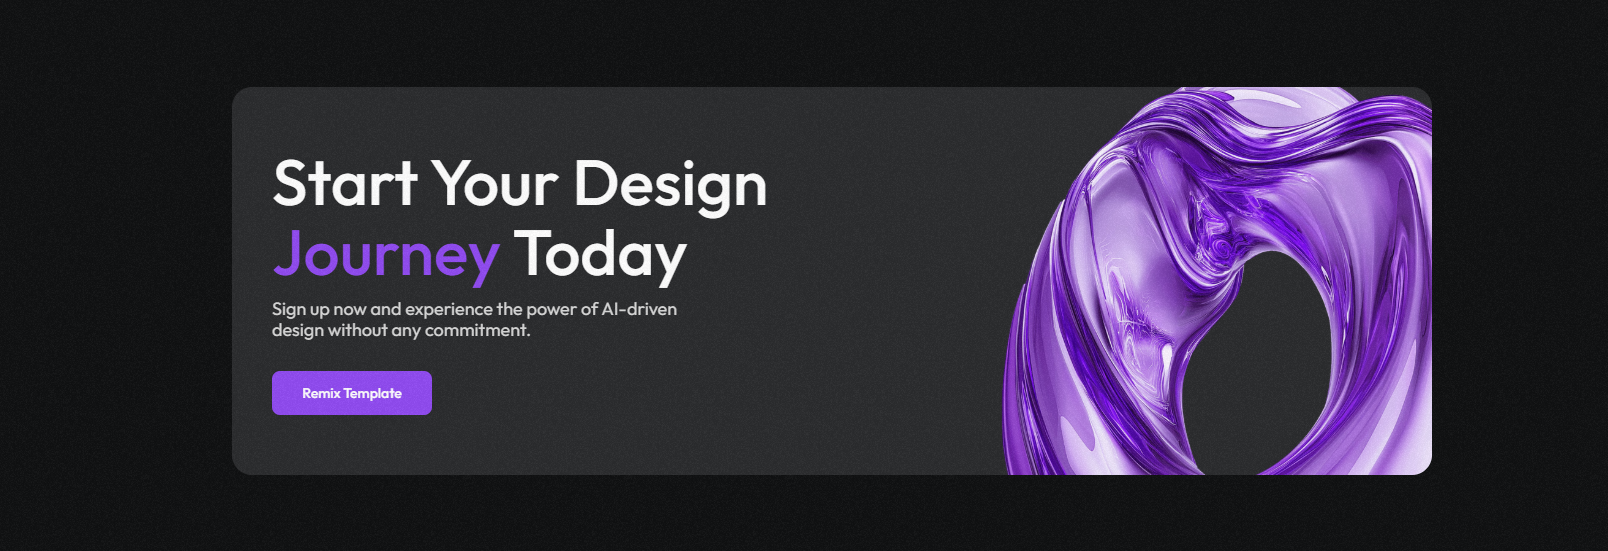 Start Your Design
Journey Today
Sign up now and experience the power of AI-driven
design without any commitment.
Remix Template